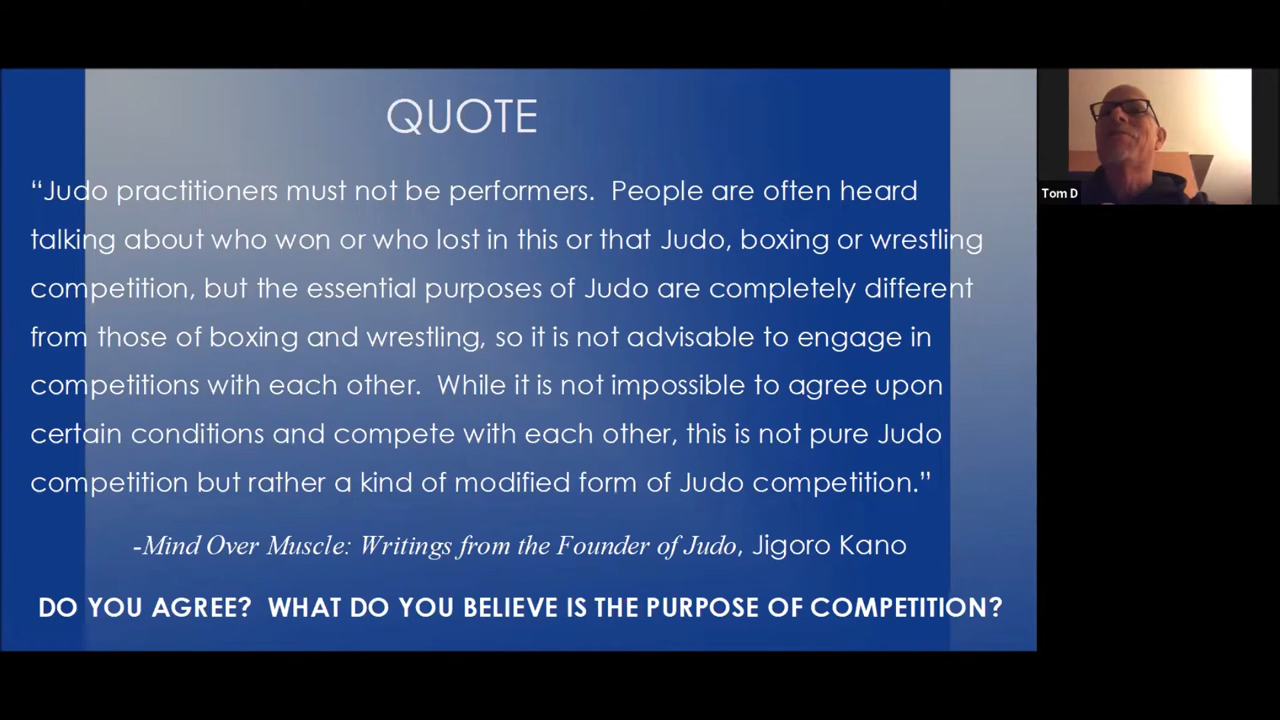 QUOTE
“Judo practitioners must not be performers.  People are often heard
talking about who won or who lost in this or that Judo, boxing or wrestling
competition, but the essential purposes of Judo are completely different
from those of boxing and wrestling, so it is not advisable to engage in
competitions with each other.  While it is not impossible to agree upon
certain conditions and compete with each other, this is not pure Judo
competition but rather a kind of modified form of Judo competition.”
-Mind Over Muscle: Writings from the Founder of Judo, Jigoro Kano
DO YOU AGREE?  WHAT DO YOU BELIEVE IS THE PURPOSE OF COMPETITION?
Tom D